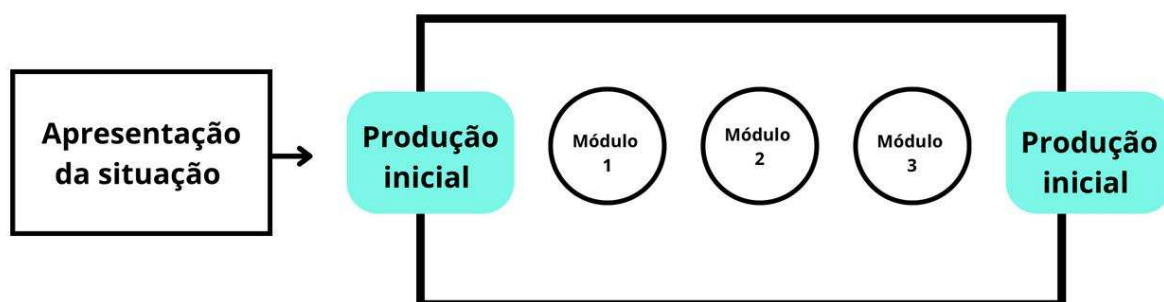 Apresentação
da situação
Produção
inicial
Módulo
1
Módulo
2
Módulo
3
Produção
inicial